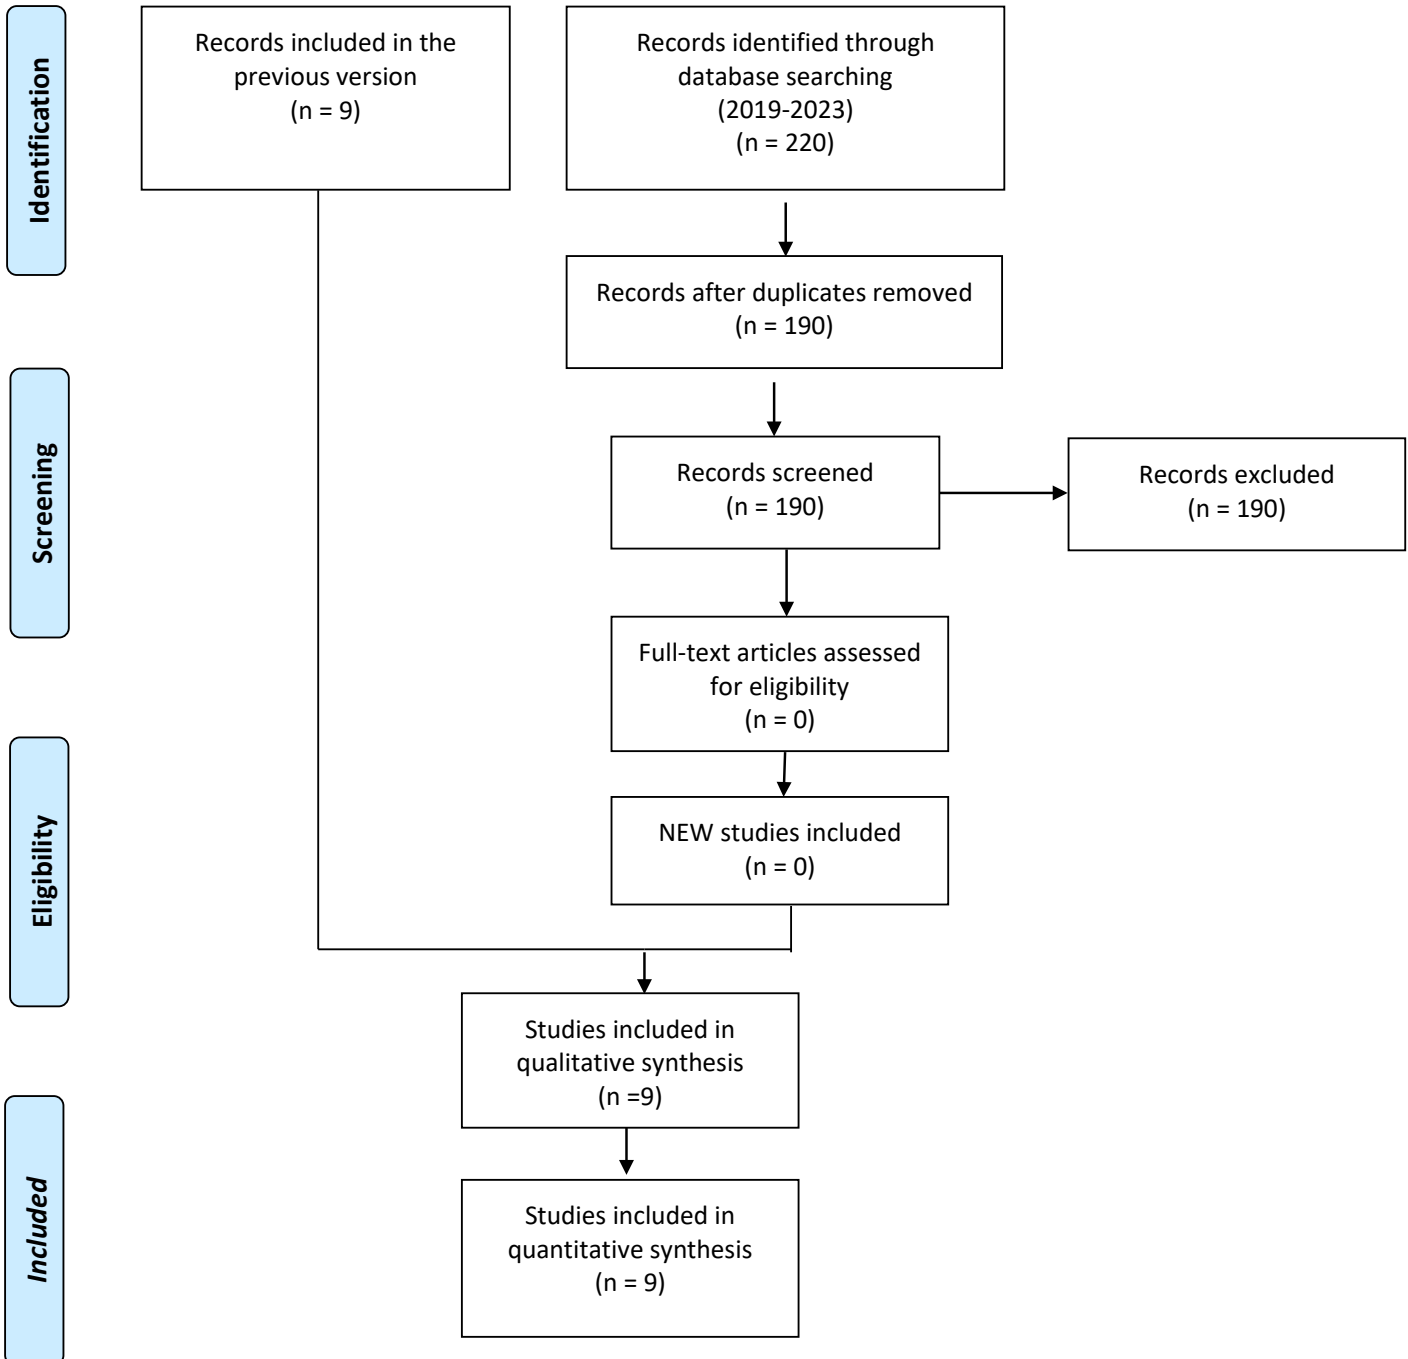 Identification
Records included in the
previous version
(n = 9)
Records identified through
database searching
(2019-2023)
(n = 220)
Records after duplicates removed
(n = 190)
Screening
Records screened
(n = 190)
Records excluded
(n = 190)
Full-text articles assessed
for eligibility
(n = 0)
Eligibility
NEW studies included
(n = 0)
Studies included in
qualitative synthesis
(n =9)
Included
Studies included in
quantitative synthesis
(n = 9)